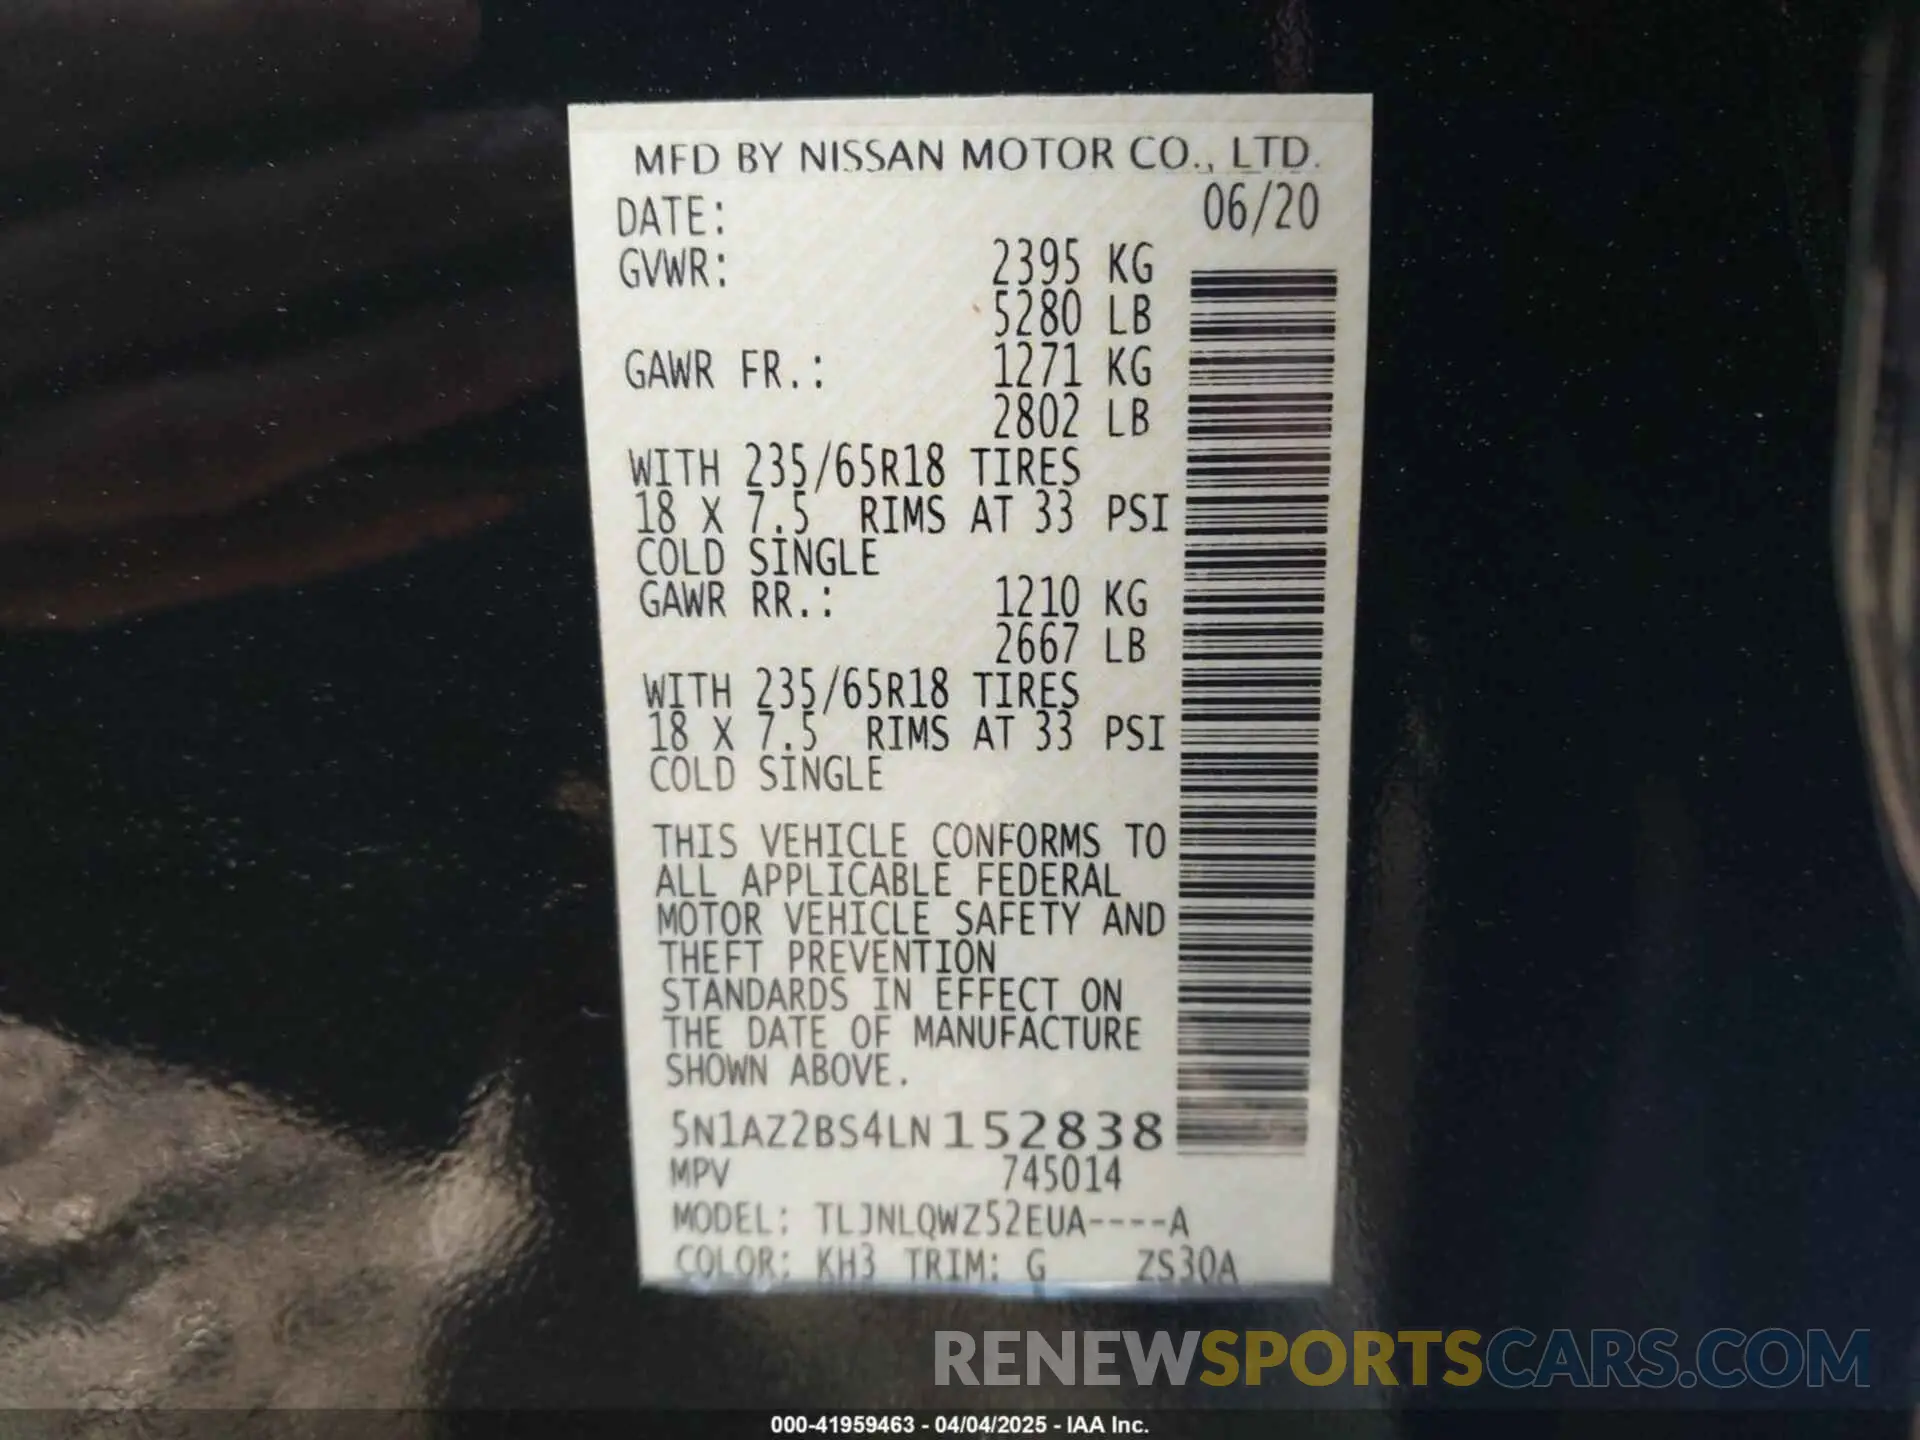 MFD BY NISSAN MOTOR CO., LTD.
DATE: 06/20
GVWR: 2395 KG
5280 LB
GAWR FR.: 1271 KG
2802 LB
WITH 235/65R18 TIRES
18 X 7.5 RIMS AT 33 PSI
COLD SINGLE
GAWR RR.: 1210 KG
2667 LB
WITH 235/65R18 TIRES
18 X 7.5 RIMS AT 33 PSI
COLD SINGLE
THIS VEHICLE CONFORMS TO
ALL APPLICABLE FEDERAL
MOTOR VEHICLE SAFETY AND
THEFT PREVENTION
STANDARDS IN EFFECT ON
THE DATE OF MANUFACTURE
SHOWN ABOVE.
5N1AZ2BS4LN152838
MPV 745014
MODEL: TLJNLQWZ52EUA----A
COLOR: KH3 TRIM: G ZS30A
RENEWSPORTSCARS.COM
000-41959463 - 04/04/2025 - IAA Inc.